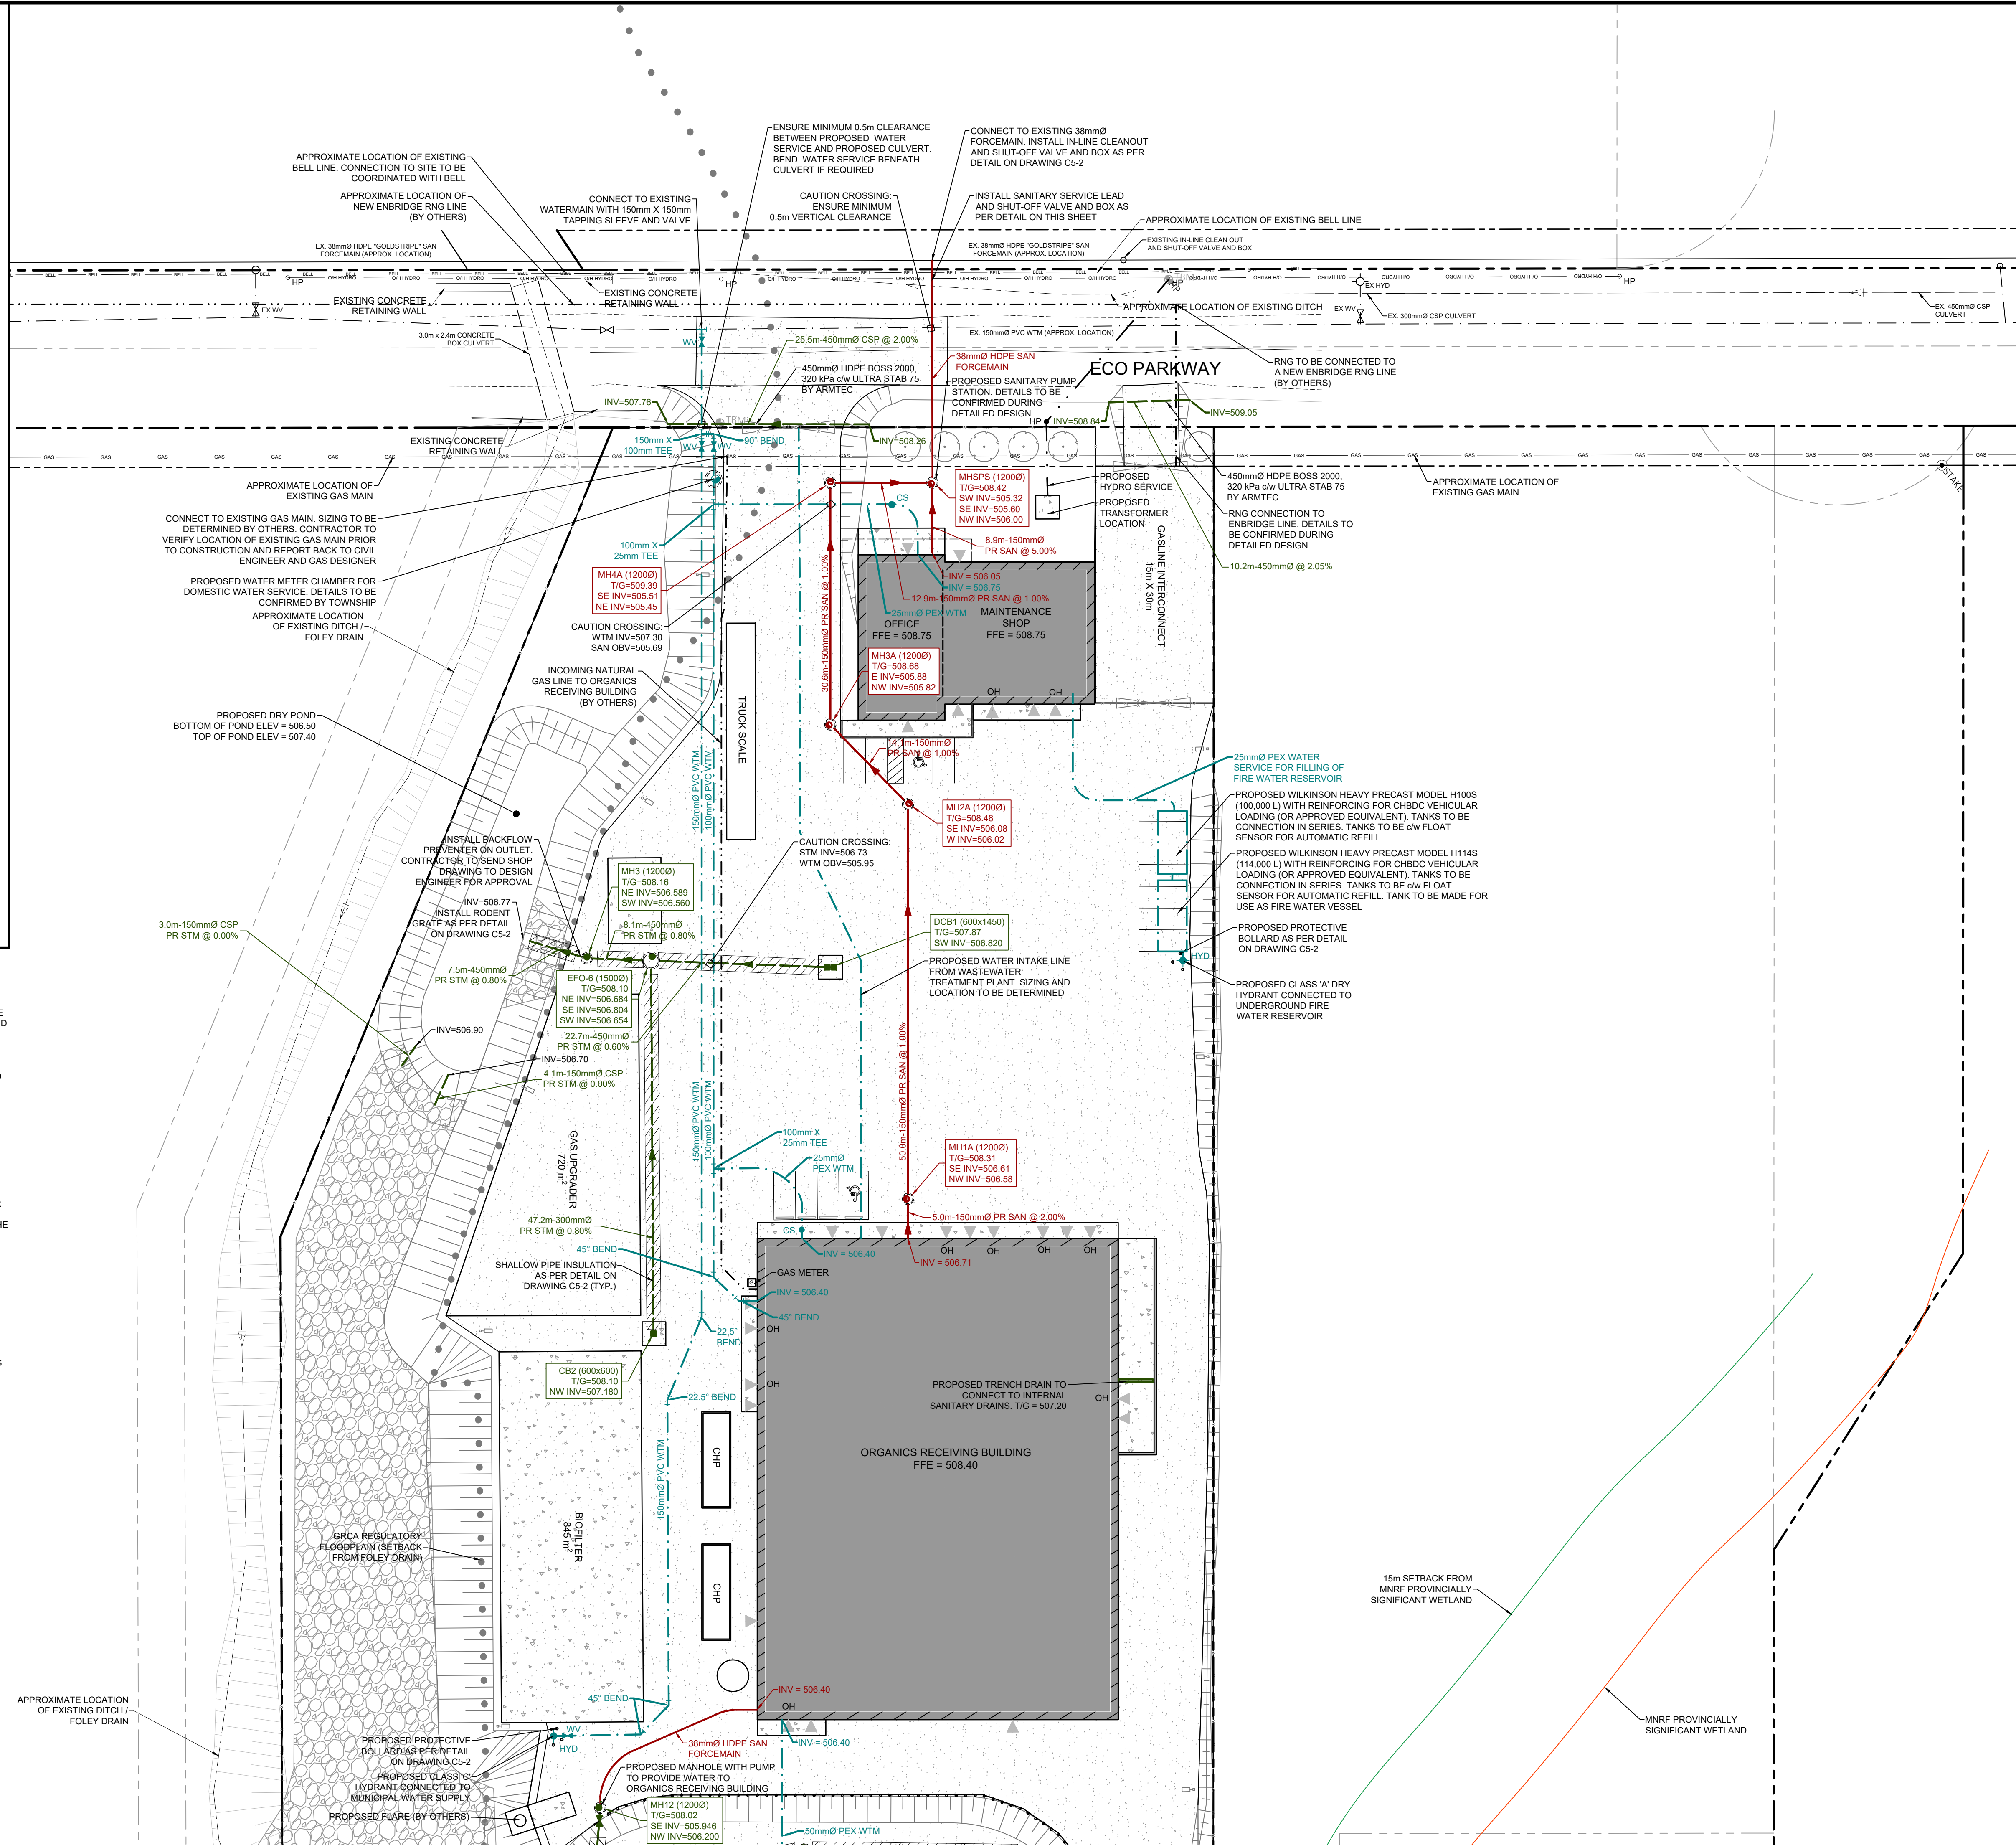 ENSURE MINIMUM 0.5m CLEARANCE
BETWEEN PROPOSED WATER
SERVICE AND PROPOSED CULVERT.
BEND WATER SERVICE BENEATH
CULVERT IF REQUIRED
CONNECT TO EXISTING 38mmØ
FORCEMAIN. INSTALL IN-LINE CLEANOUT
AND SHUT-OFF VALVE AND BOX AS PER
DETAIL ON DRAWING C5-2
APPROXIMATE LOCATION OF EXISTING
BELL LINE. CONNECTION TO SITE TO BE
COORDINATED WITH BELL
APPROXIMATE LOCATION OF
NEW ENBRIDGE RNG LINE
(BY OTHERS)
CONNECT TO EXISTING
WATERMAIN WITH 150mm X 150mm
TAPPING SLEEVE AND VALVE
CAUTION CROSSING:
ENSURE MINIMUM
0.5m VERTICAL CLEARANCE
INSTALL SANITARY SERVICE LEAD
AND SHUT-OFF VALVE AND BOX AS
PER DETAIL ON THIS SHEET
APPROXIMATE LOCATION OF EXISTING BELL LINE
EX. 38mmØ HDPE "GOLDSTRIPE" SAN
FORCEMAIN (APPROX. LOCATION)
EX. 38mmØ HDPE "GOLDSTRIPE" SAN
FORCEMAIN (APPROX. LOCATION)
EXISTING IN-LINE CLEAN OUT
AND SHUT-OFF VALVE AND BOX
HP
HP
HP
HP
EX HYD
EXISTING CONCRETE
RETAINING WALL
EXISTING CONCRETE
RETAINING WALL
EX WV
EX WV
APPROXIMATE LOCATION OF EXISTING DITCH
EX. 300mmØ CSP CULVERT
EX. 450mmØ CSP
CULVERT
3.0m x 2.4m CONCRETE
BOX CULVERT
WV
25.5m-450mmØ CSP @ 2.00%
EX. 150mmØ PVC WTM (APPROX. LOCATION)
450mmØ HDPE BOSS 2000,
320 kPa c/w ULTRA STAB 75
BY ARMTEC
38mmØ HDPE SAN
FORCEMAIN
ECO PARKWAY
RNG TO BE CONNECTED TO
A NEW ENBRIDGE RNG LINE
(BY OTHERS)
PROPOSED SANITARY PUMP
STATION. DETAILS TO BE
CONFIRMED DURING
DETAILED DESIGN
INV=507.76
TBM
INV=508.26
HP
INV=508.84
INV=509.05
EXISTING CONCRETE
RETAINING WALL
150mm X
100mm TEE
WV
WV
90° BEND
GAS GAS GAS GAS GAS GAS
APPROXIMATE LOCATION OF
EXISTING GAS MAIN
MHSPS (1200Ø)
T/G=508.42
SW INV=505.32
SE INV=505.60
NW INV=506.00
PROPOSED
HYDRO SERVICE
PROPOSED
TRANSFORMER
LOCATION
450mmØ HDPE BOSS 2000,
320 kPa c/w ULTRA STAB 75
BY ARMTEC
APPROXIMATE LOCATION OF
EXISTING GAS MAIN
STAKE
CONNECT TO EXISTING GAS MAIN. SIZING TO BE
DETERMINED BY OTHERS. CONTRACTOR TO
VERIFY LOCATION OF EXISTING GAS MAIN PRIOR
TO CONSTRUCTION AND REPORT BACK TO CIVIL
ENGINEER AND GAS DESIGNER
CS
RNG CONNECTION TO
ENBRIDGE LINE. DETAILS TO
BE CONFIRMED DURING
DETAILED DESIGN
GASLINE INTERCONNECT
15m X 30m
100mm X
25mm TEE
8.9m-150mmØ
PR SAN @ 5.00%
10.2m-450mmØ @ 2.05%
MH4A (1200Ø)
T/G=509.39
SE INV=505.51
NE INV=505.45
PROPOSED WATER METER CHAMBER FOR
DOMESTIC WATER SERVICE. DETAILS TO BE
CONFIRMED BY TOWNSHIP
30.6m-150mmØ PR SAN @ 1.00%
INV = 506.05
INV = 506.75
12.9m-150mmØ PR SAN @ 1.00%
25mmØ PEX WTM
OFFICE
FFE = 508.75
MAINTENANCE
SHOP
FFE = 508.75
APPROXIMATE LOCATION
OF EXISTING DITCH /
FOLEY DRAIN
CAUTION CROSSING:
WTM INV=507.30
SAN OBV=505.69
MH3A (1200Ø)
T/G=508.68
E INV=505.88
NW INV=505.82
INCOMING NATURAL
GAS LINE TO ORGANICS
RECEIVING BUILDING
(BY OTHERS)
OH
OH
TRUCK SCALE
PROPOSED DRY POND
BOTTOM OF POND ELEV = 506.50
TOP OF POND ELEV = 507.40
14.1m-150mmØ
PR SAN @ 1.00%
150mmØ PVC WTM
100mmØ PVC WTM
25mmØ PEX WATER
SERVICE FOR FILLING OF
FIRE WATER RESERVOIR
PROPOSED WILKINSON HEAVY PRECAST MODEL H100S
(100,000 L) WITH REINFORCING FOR CHBDC VEHICULAR
LOADING (OR APPROVED EQUIVALENT). TANKS TO BE
CONNECTION IN SERIES. TANKS TO BE c/w FLOAT
SENSOR FOR AUTOMATIC REFILL
MH2A (1200Ø)
T/G=508.48
SE INV=506.08
W INV=506.02
INSTALL BACKFLOW
PREVENTER ON OUTLET.
CONTRACTOR TO SEND SHOP
DRAWING TO DESIGN
ENGINEER FOR APPROVAL
CAUTION CROSSING:
STM INV=506.73
WTM OBV=505.95
PROPOSED WILKINSON HEAVY PRECAST MODEL H114S
(114,000 L) WITH REINFORCING FOR CHBDC VEHICULAR
LOADING (OR APPROVED EQUIVALENT). TANKS TO BE
CONNECTION IN SERIES. TANKS TO BE c/w FLOAT
SENSOR FOR AUTOMATIC REFILL. TANK TO BE MADE FOR
USE AS FIRE WATER VESSEL
MH3 (1200Ø)
T/G=508.16
NE INV=506.589
SW INV=506.560
INV=506.77
INSTALL RODENT
GRATE AS PER DETAIL
ON DRAWING C5-2
3.0m-150mmØ CSP
PR STM @ 0.00%
8.1m-450mmØ
PR STM @ 0.80%
DCB1 (600x1450)
T/G=507.87
SW INV=506.820
PROPOSED PROTECTIVE
BOLLARD AS PER DETAIL
ON DRAWING C5-2
HYD
7.5m-450mmØ
PR STM @ 0.80%
EFO-6 (1500Ø)
T/G=508.10
NE INV=506.684
SE INV=506.804
SW INV=506.654
PROPOSED WATER INTAKE LINE
FROM WASTEWATER
TREATMENT PLANT. SIZING AND
LOCATION TO BE DETERMINED
PROPOSED CLASS 'A' DRY
HYDRANT CONNECTED TO
UNDERGROUND FIRE
WATER RESERVOIR
INV=506.90
22.7m-450mmØ
PR STM @ 0.60%
INV=506.70
4.1m-150mmØ CSP
PR STM @ 0.00%
50.0m-150mmØ PR SAN @ 1.00%
150mmØ PVC WTM
100mmØ PVC WTM
GAS UPGRADER
720 m²
100mm X
25mm TEE
25mmØ
PEX WTM
MH1A (1200Ø)
T/G=508.31
SE INV=506.61
NW INV=506.58
47.2m-300mmØ
PR STM @ 0.80%
5.0m-150mmØ PR SAN @ 2.00%
CS
45° BEND
INV = 506.40
OH OH OH OH
INV = 506.71
SHALLOW PIPE INSULATION
AS PER DETAIL ON
DRAWING C5-2 (TYP.)
GAS METER
INV = 506.40
45° BEND
22.5°
BEND
OH
CB2 (600x600)
T/G=508.10
NW INV=507.180
22.5° BEND
OH
PROPOSED TRENCH DRAIN TO
CONNECT TO INTERNAL
SANITARY DRAINS. T/G = 507.20
OH
CHP
ORGANICS RECEIVING BUILDING
FFE = 508.40
150mmØ PVC WTM
BIOFILTER
845 m²
GRCA REGULATORY
FLOODPLAIN (SETBACK
FROM FOLEY DRAIN)
CHP
15m SETBACK FROM
MNRF PROVINCIALLY
SIGNIFICANT WETLAND
APPROXIMATE LOCATION
OF EXISTING DITCH /
FOLEY DRAIN
45° BEND
INV = 506.40
OH
MNRF PROVINCIALLY
SIGNIFICANT WETLAND
WV
HYD
PROPOSED PROTECTIVE
BOLLARD AS PER DETAIL
ON DRAWING C5-2
38mmØ HDPE SAN
FORCEMAIN
INV = 506.40
PROPOSED CLASS 'C'
HYDRANT CONNECTED TO
MUNICIPAL WATER SUPPLY
PROPOSED MANHOLE WITH PUMP
TO PROVIDE WATER TO
ORGANICS RECEIVING BUILDING
PROPOSED FLARE (BY OTHERS)
MH12 (1200Ø)
T/G=508.02
SE INV=505.946
NW INV=506.200
50mmØ PEX WTM